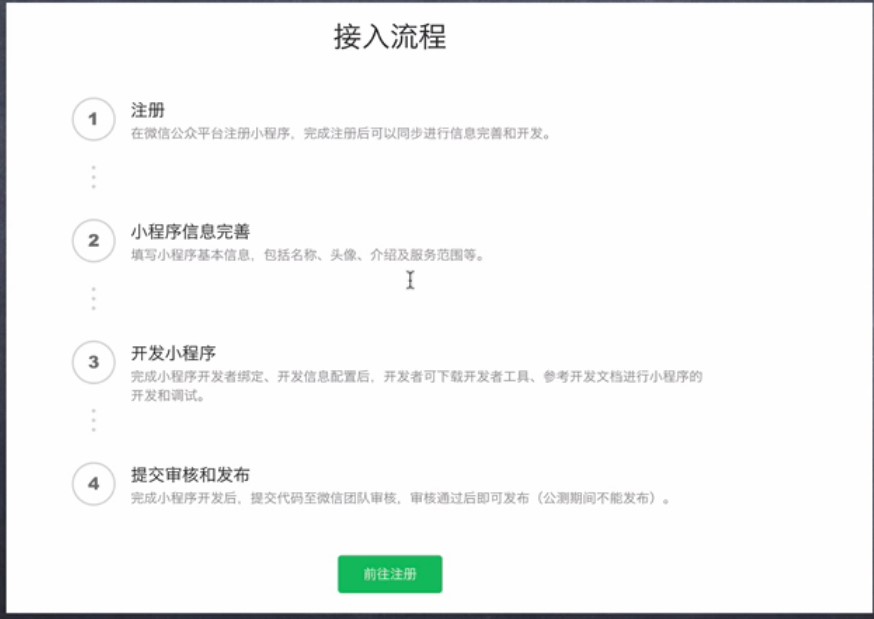 接入流程
1
注册
在微信公众平台注册小程序，完成注册后可以同步进行信息完善和开发。
2
小程序信息完善
填写小程序基本信息，包括名称、头像、介绍及服务范围等。
3
开发小程序
完成小程序开发者绑定、开发信息配置后，开发者可下载开发者工具、参考开发文档进行小程序的
开发和调试。
4
提交审核和发布
完成小程序开发后，提交代码至微信团队审核，审核通过后即可发布（公测期间不能发布）。
前往注册